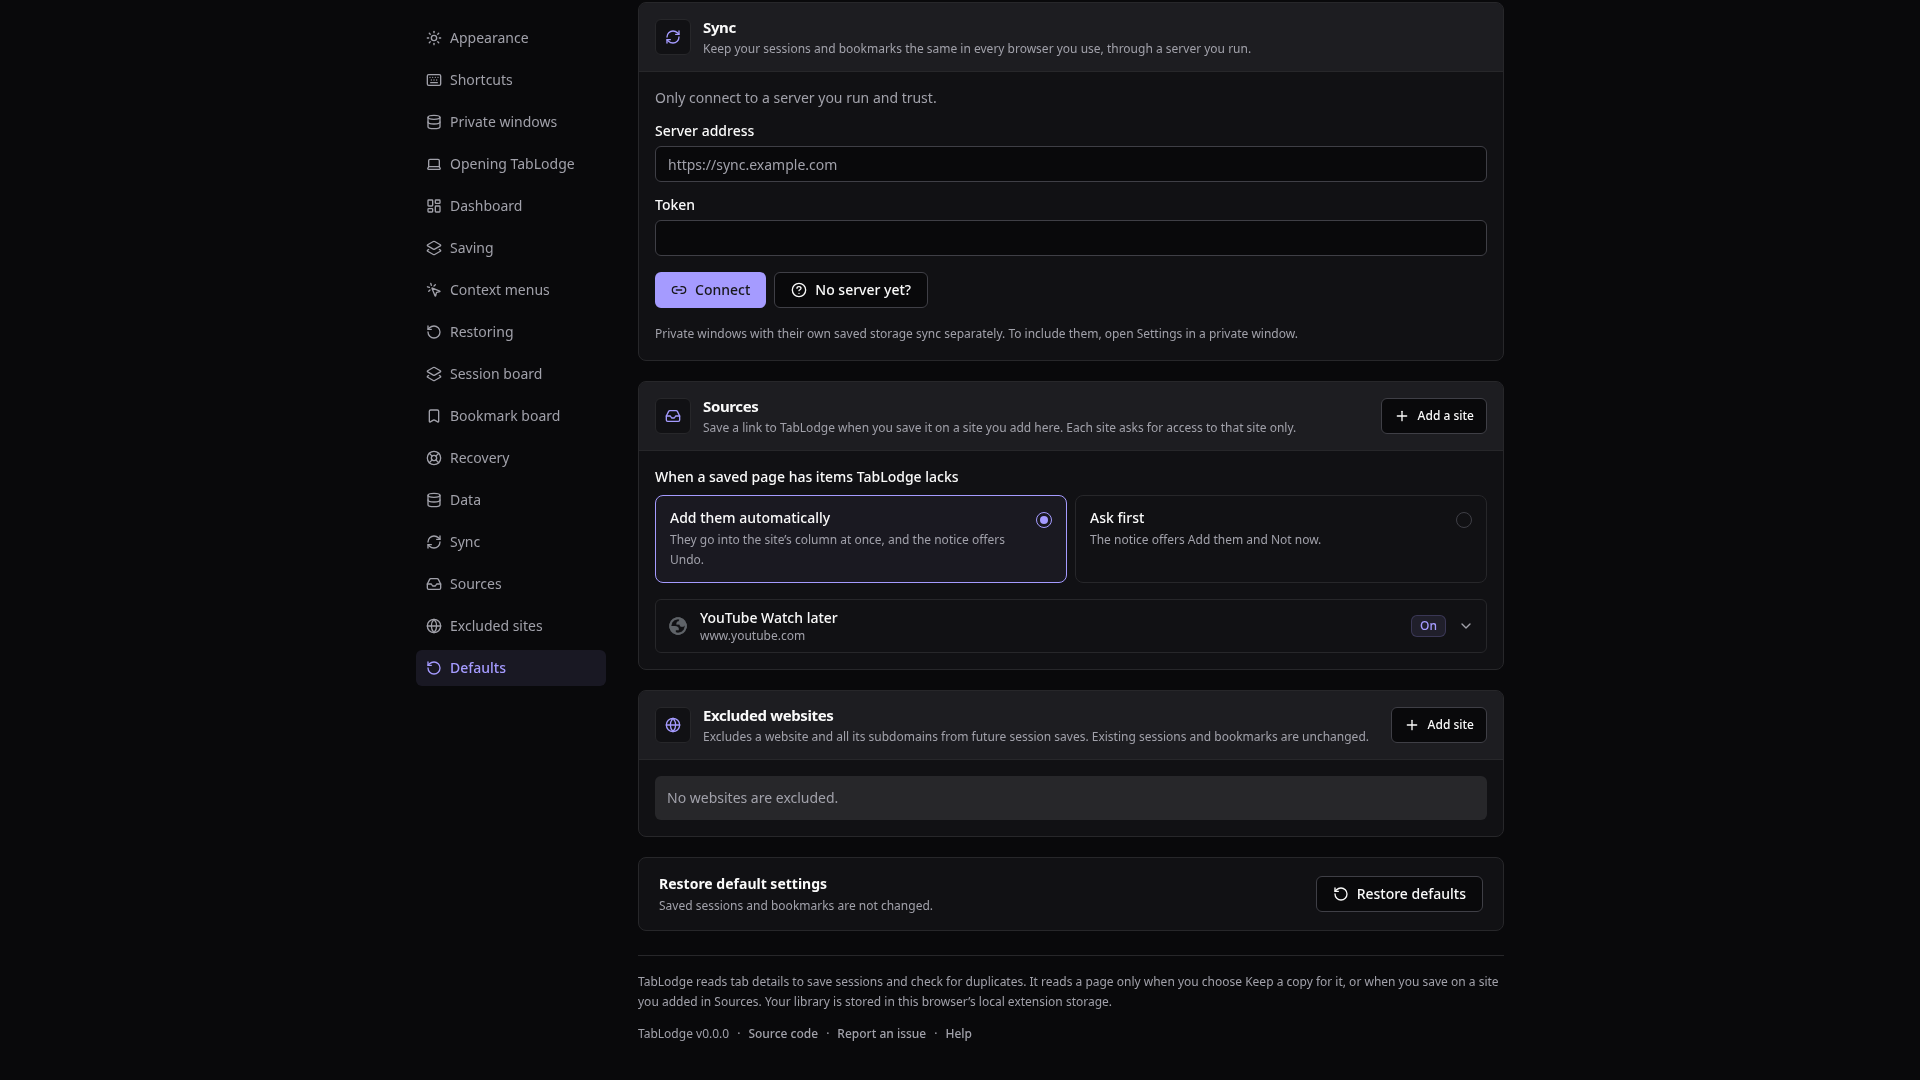 Appearance
Shortcuts
Private windows
Opening TabLodge
Dashboard
Saving
Context menus
Restoring
Session board
Bookmark board
Recovery
Data
Sync
Sources
Excluded sites
Defaults
Sync
Keep your sessions and bookmarks the same in every browser you use, through a server you run.
Only connect to a server you run and trust.
Server address
https://sync.example.com
Token
Connect
No server yet?
Private windows with their own saved storage sync separately. To include them, open Settings in a private window.
Sources
Save a link to TabLodge when you save it on a site you add here. Each site asks for access to that site only.
Add a site
When a saved page has items TabLodge lacks
Add them automatically
They go into the site’s column at once, and the notice offers
Undo.
Ask first
The notice offers Add them and Not now.
YouTube Watch later
www.youtube.com
On
Excluded websites
Excludes a website and all its subdomains from future session saves. Existing sessions and bookmarks are unchanged.
Add site
No websites are excluded.
Restore default settings
Saved sessions and bookmarks are not changed.
Restore defaults
TabLodge reads tab details to save sessions and check for duplicates. It reads a page only when you choose Keep a copy for it, or when you save on a site
you added in Sources. Your library is stored in this browser’s local extension storage.
TabLodge v0.0.0 · Source code · Report an issue · Help